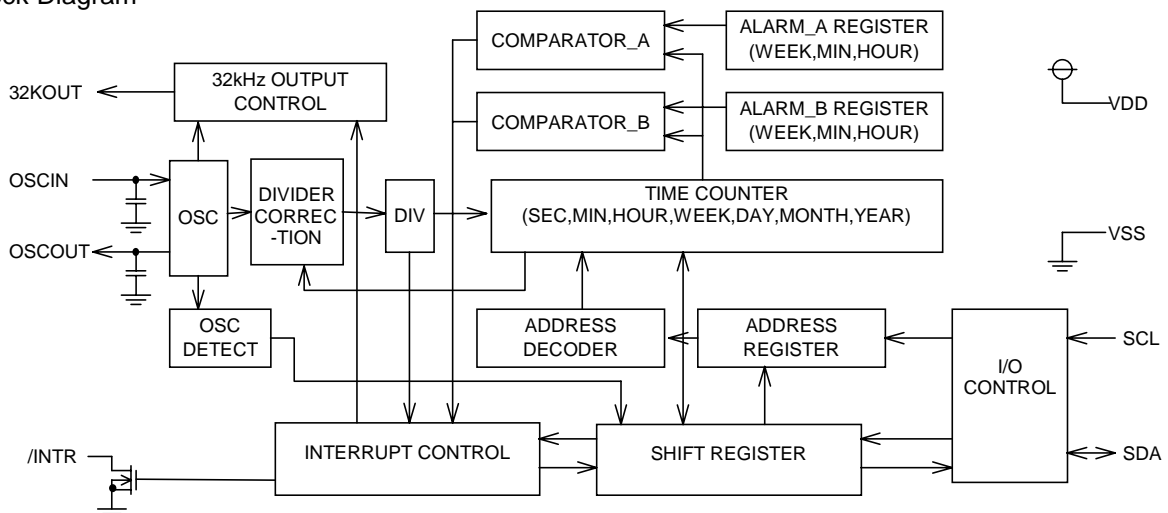 ck Diagram
COMPARATOR_A
ALARM_A REGISTER
(WEEK,MIN,HOUR)
32KOUT
32kHz OUTPUT
CONTROL
VDD
COMPARATOR_B
ALARM_B REGISTER
(WEEK,MIN,HOUR)
OSCIN
OSC
DIVIDER
CORREC
-TION
DIV
TIME COUNTER
(SEC,MIN,HOUR,WEEK,DAY,MONTH,YEAR)
OSCOUT
VSS
OSC
DETECT
ADDRESS
DECODER
ADDRESS
REGISTER
I/O
CONTROL
SCL
/INTR
INTERRUPT CONTROL
SHIFT REGISTER
SDA